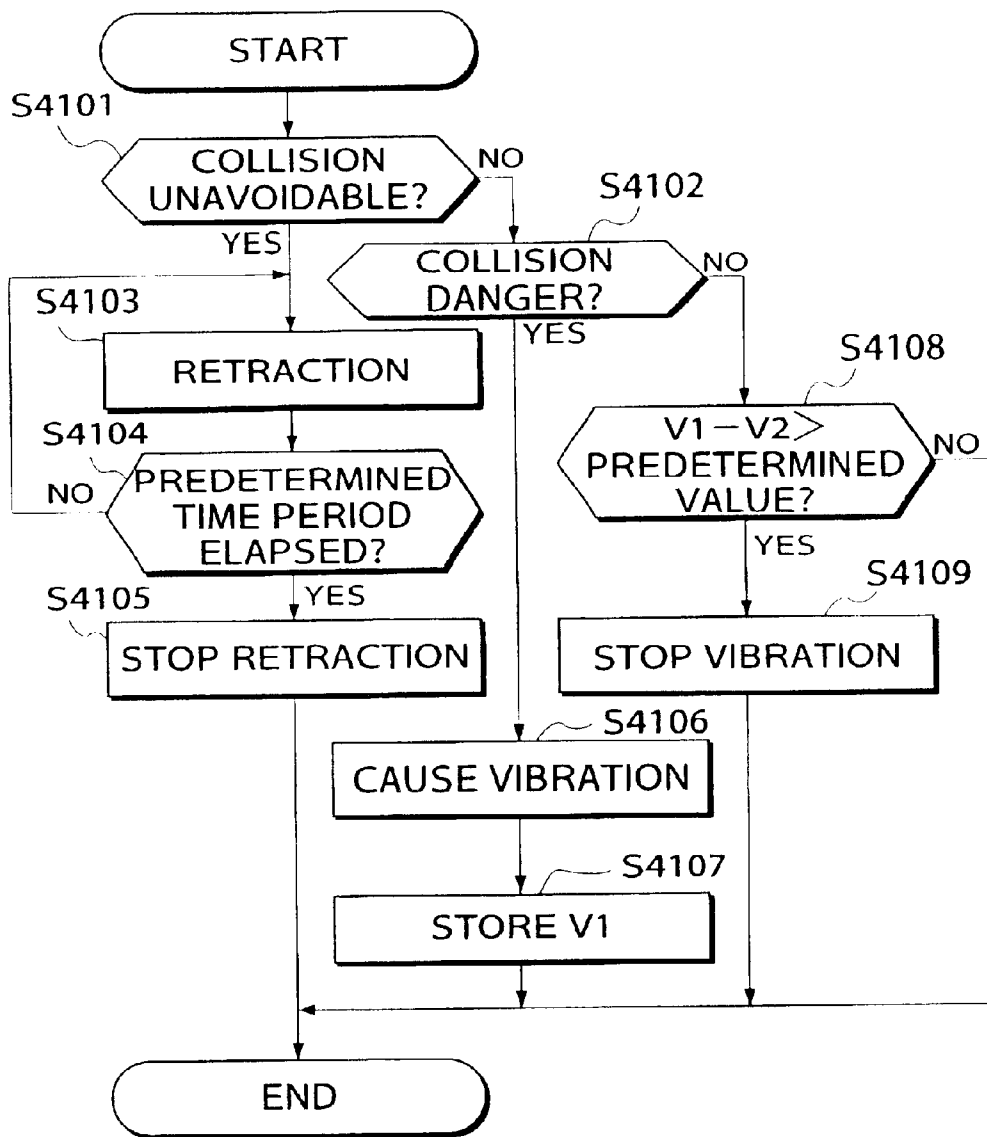 START
S4101
COLLISION
UNAVOIDABLE?
NO
YES
S4102
COLLISION
DANGER?
NO
YES
S4103
RETRACTION
S4108
V1－V2＞
PREDETERMINED
VALUE?
NO
YES
S4104
PREDETERMINED
TIME PERIOD
ELAPSED?
NO
YES
S4105
STOP RETRACTION
S4109
STOP VIBRATION
S4106
CAUSE VIBRATION
S4107
STORE V1
END